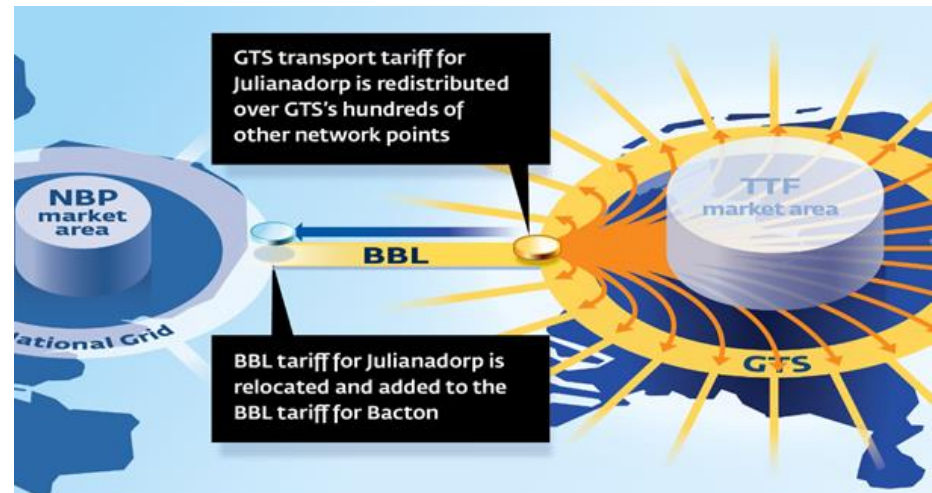 GTS transport tariff for
Julianadorp is redistributed
over GTS's hundreds of
other network points
NBP
market
area
TTF
market area
BBL
ational Grid
GTS
BBL tariff for Julianadorp is
relocated and added to the
BBL tariff for Bacton